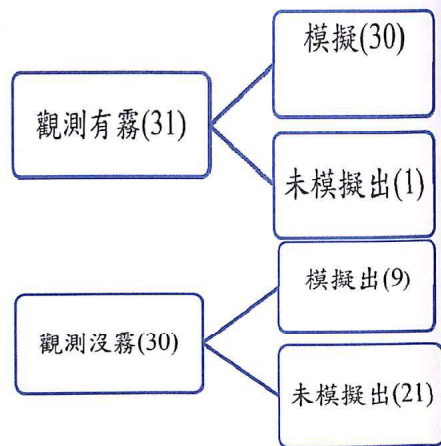 模擬(30)
觀測有霧(31)
未模擬出(1)
模擬出(9)
觀測沒霧(30)
未模擬出(21)